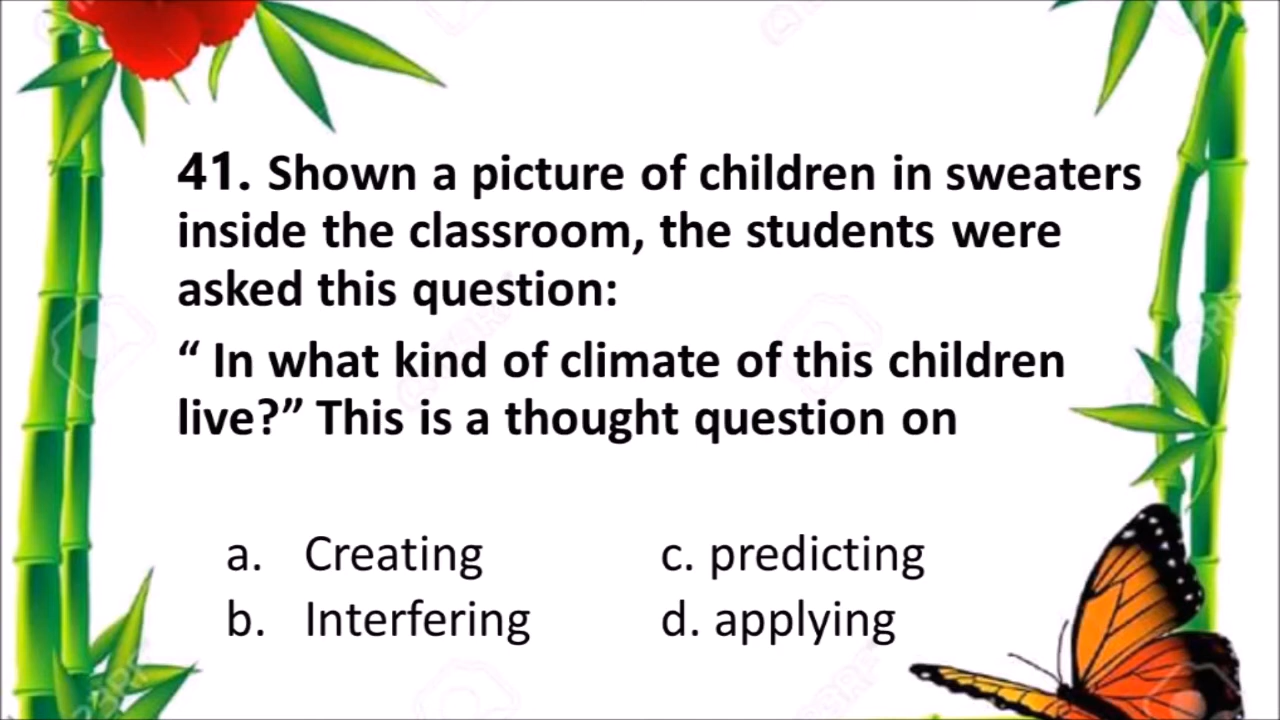 41. Shown a picture of children in sweaters
inside the classroom, the students were
asked this question:
“ In what kind of climate of this children
live?” This is a thought question on
a. Creating c. predicting
b. Interfering d. applying